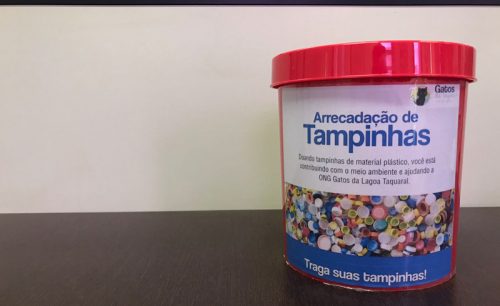 Gatos
Arrecadação de
Tampinhas
Doando tampinhas de material plástico, você está
contribuindo com o meio ambiente e ajudando a
ONG Gatos da Lagoa Taquaral.
Traga suas tampinhas!